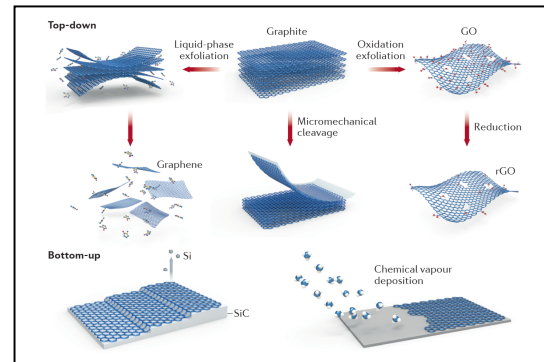 Top-down
Graphite
GO
Liquid-phase
exfoliation
Oxidation
exfoliation
Micromechanical
cleavage
Reduction
Graphene
rGO
Bottom-up
Si
Chemical vapour
deposition
SiC